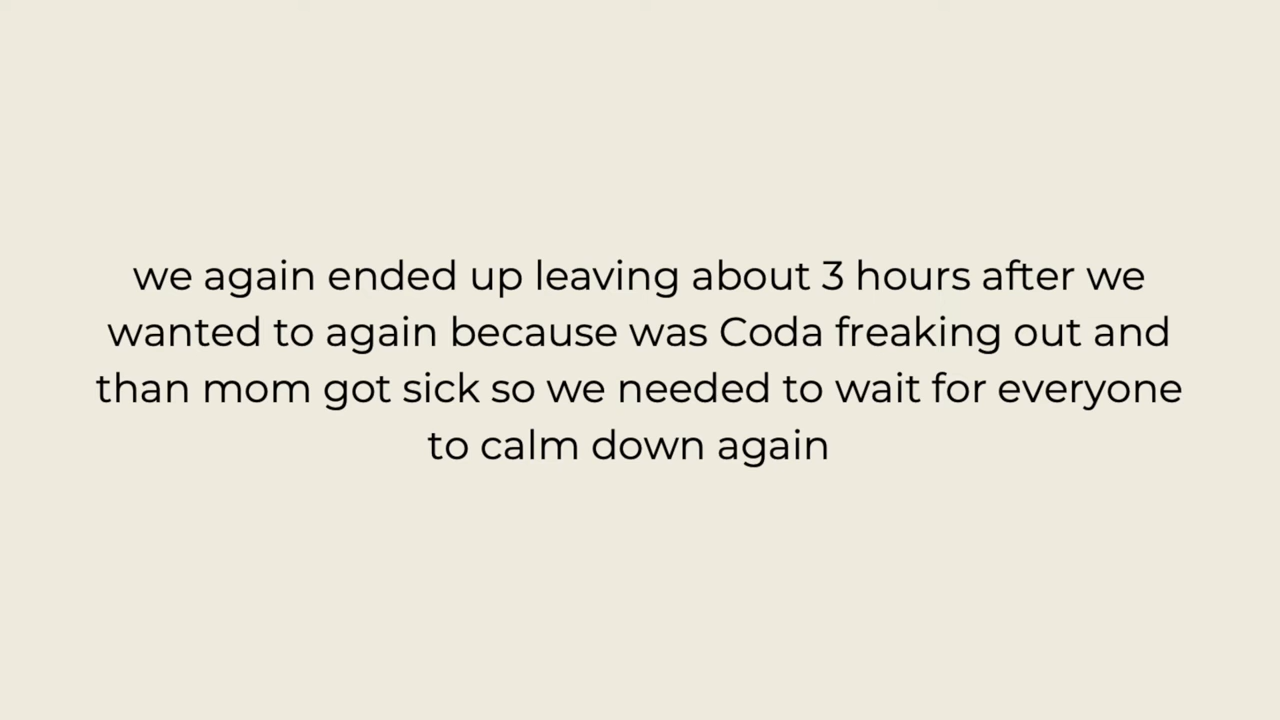 we again ended up leaving about 3 hours after we
wanted to again because was Coda freaking out and
than mom got sick so we needed to wait for everyone
to calm down again